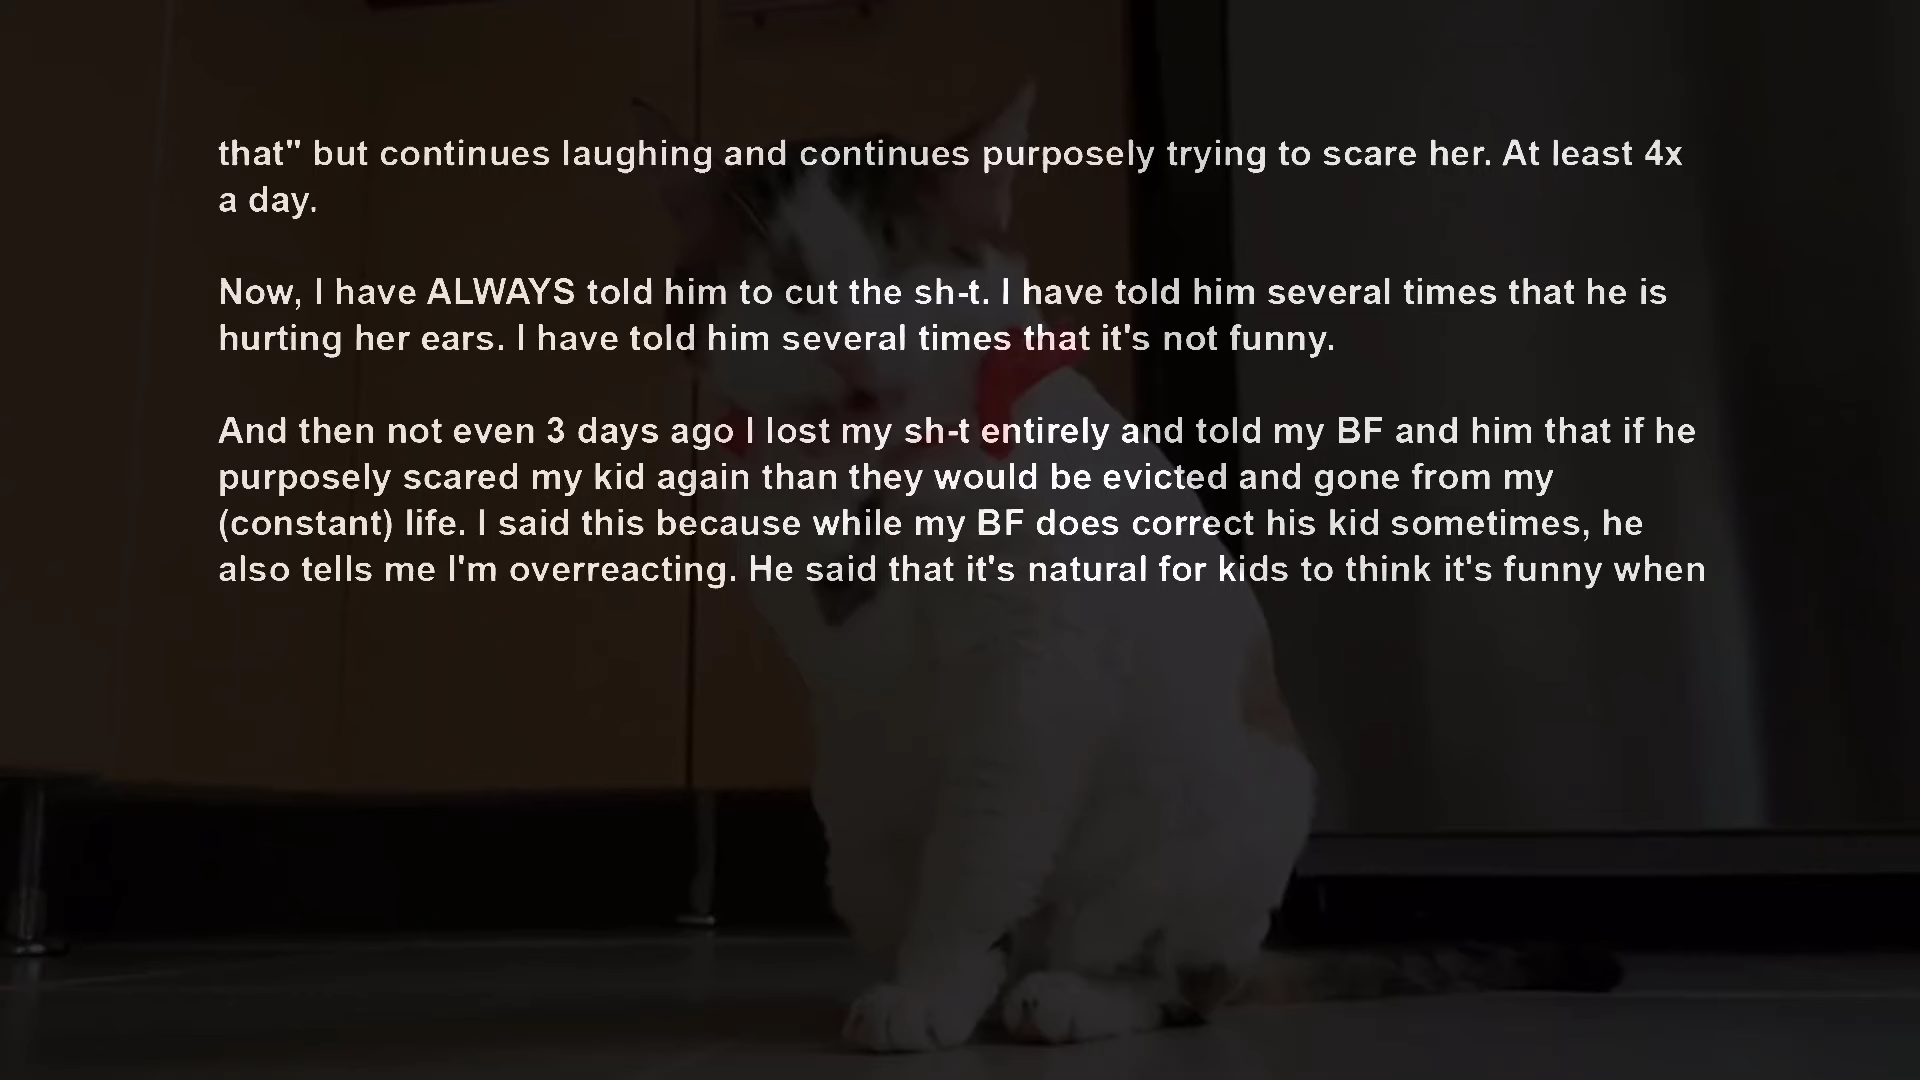 that" but continues laughing and continues purposely trying to scare her. At least 4x
a day.
Now, I have ALWAYS told him to cut the sh-t. I have told him several times that he is
hurting her ears. I have told him several times that it's not funny.
And then not even 3 days ago I lost my sh-t entirely and told my BF and him that if he
purposely scared my kid again than they would be evicted and gone from my
(constant) life. I said this because while my BF does correct his kid sometimes, he
also tells me I'm overreacting. He said that it's natural for kids to think it's funny when